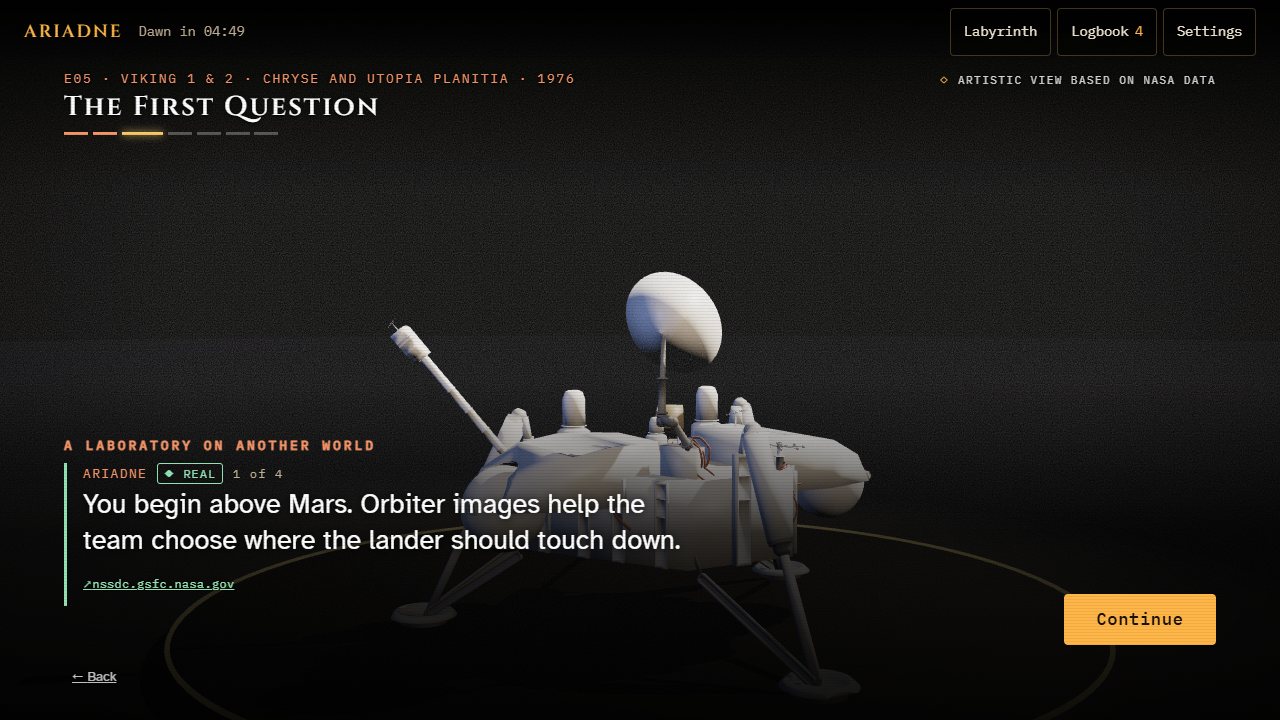 ARIADNE Dawn in 04:49 Labyrinth Logbook 4 Settings
E05 · VIKING 1 & 2 · CHRYSE AND UTOPIA PLANITIA · 1976
◇ ARTISTIC VIEW BASED ON NASA DATA
The First Question
A LABORATORY ON ANOTHER WORLD
ARIADNE ◆ REAL 1 of 4
You begin above Mars. Orbiter images help the
team choose where the lander should touch down.
↗nssdc.gsfc.nasa.gov
Continue
← Back